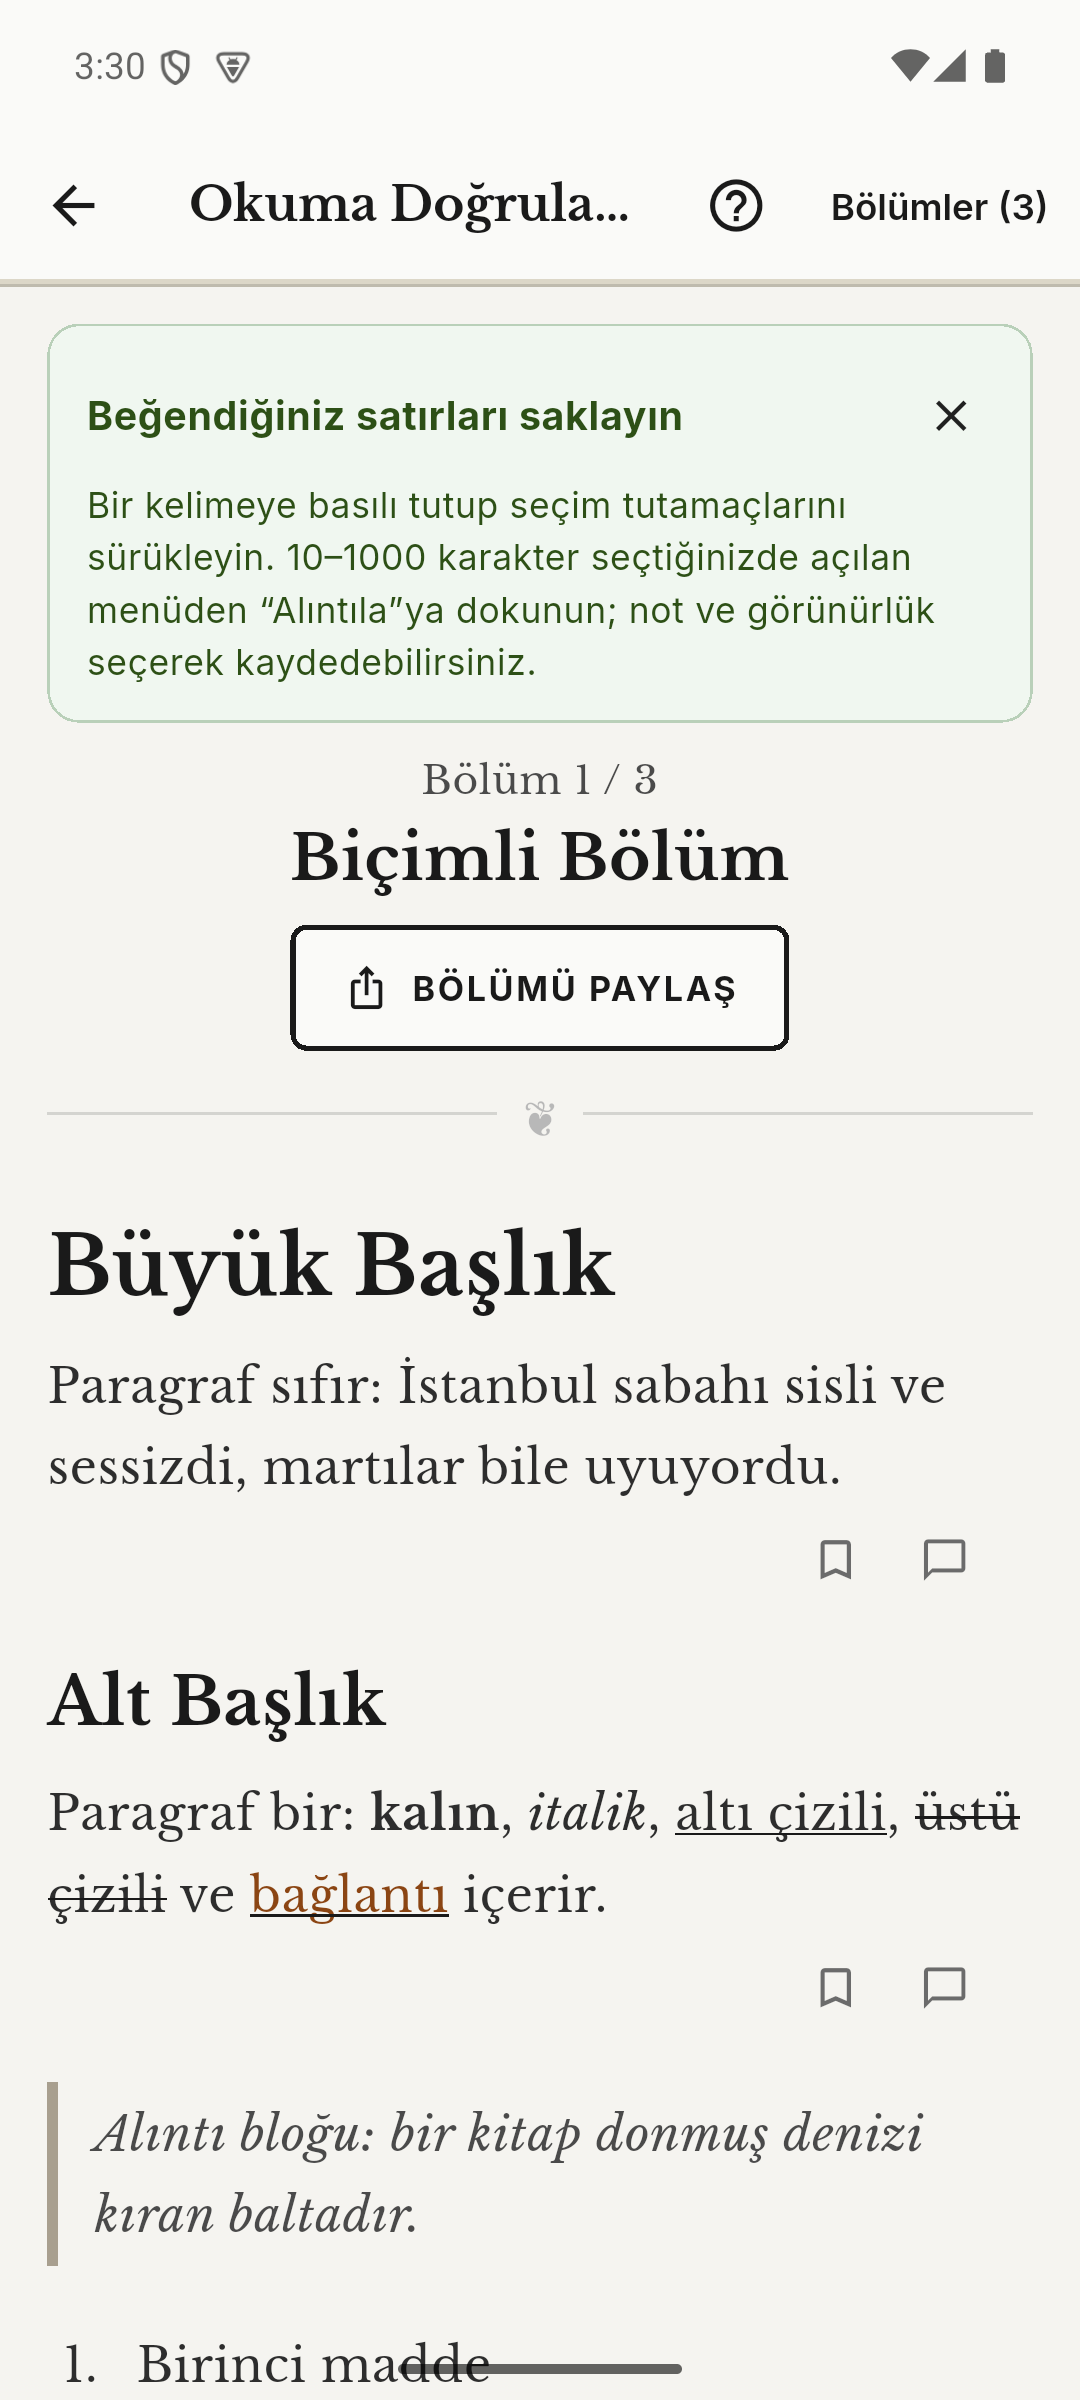 3:30
Okuma Doğrula...
Bölümler (3)
Beğendiğiniz satırları saklayın
Bir kelimeye basılı tutup seçim tutamaçlarını
sürükleyin. 10–1000 karakter seçtiğinizde açılan
menüden “Alıntıla”ya dokunun; not ve görünürlük
seçerek kaydedebilirsiniz.
Bölüm 1 / 3
Biçimli Bölüm
BÖLÜMÜ PAYLAŞ
Büyük Başlık
Paragraf sıfır: İstanbul sabahı sisli ve
sessizdi, martılar bile uyuyordu.
Alt Başlık
Paragraf bir: kalın, italik, altı çizili, üstü
çizili ve bağlantı içerir.
Alıntı bloğu: bir kitap donmuş denizi
kıran baltadır.
1. Birinci madde